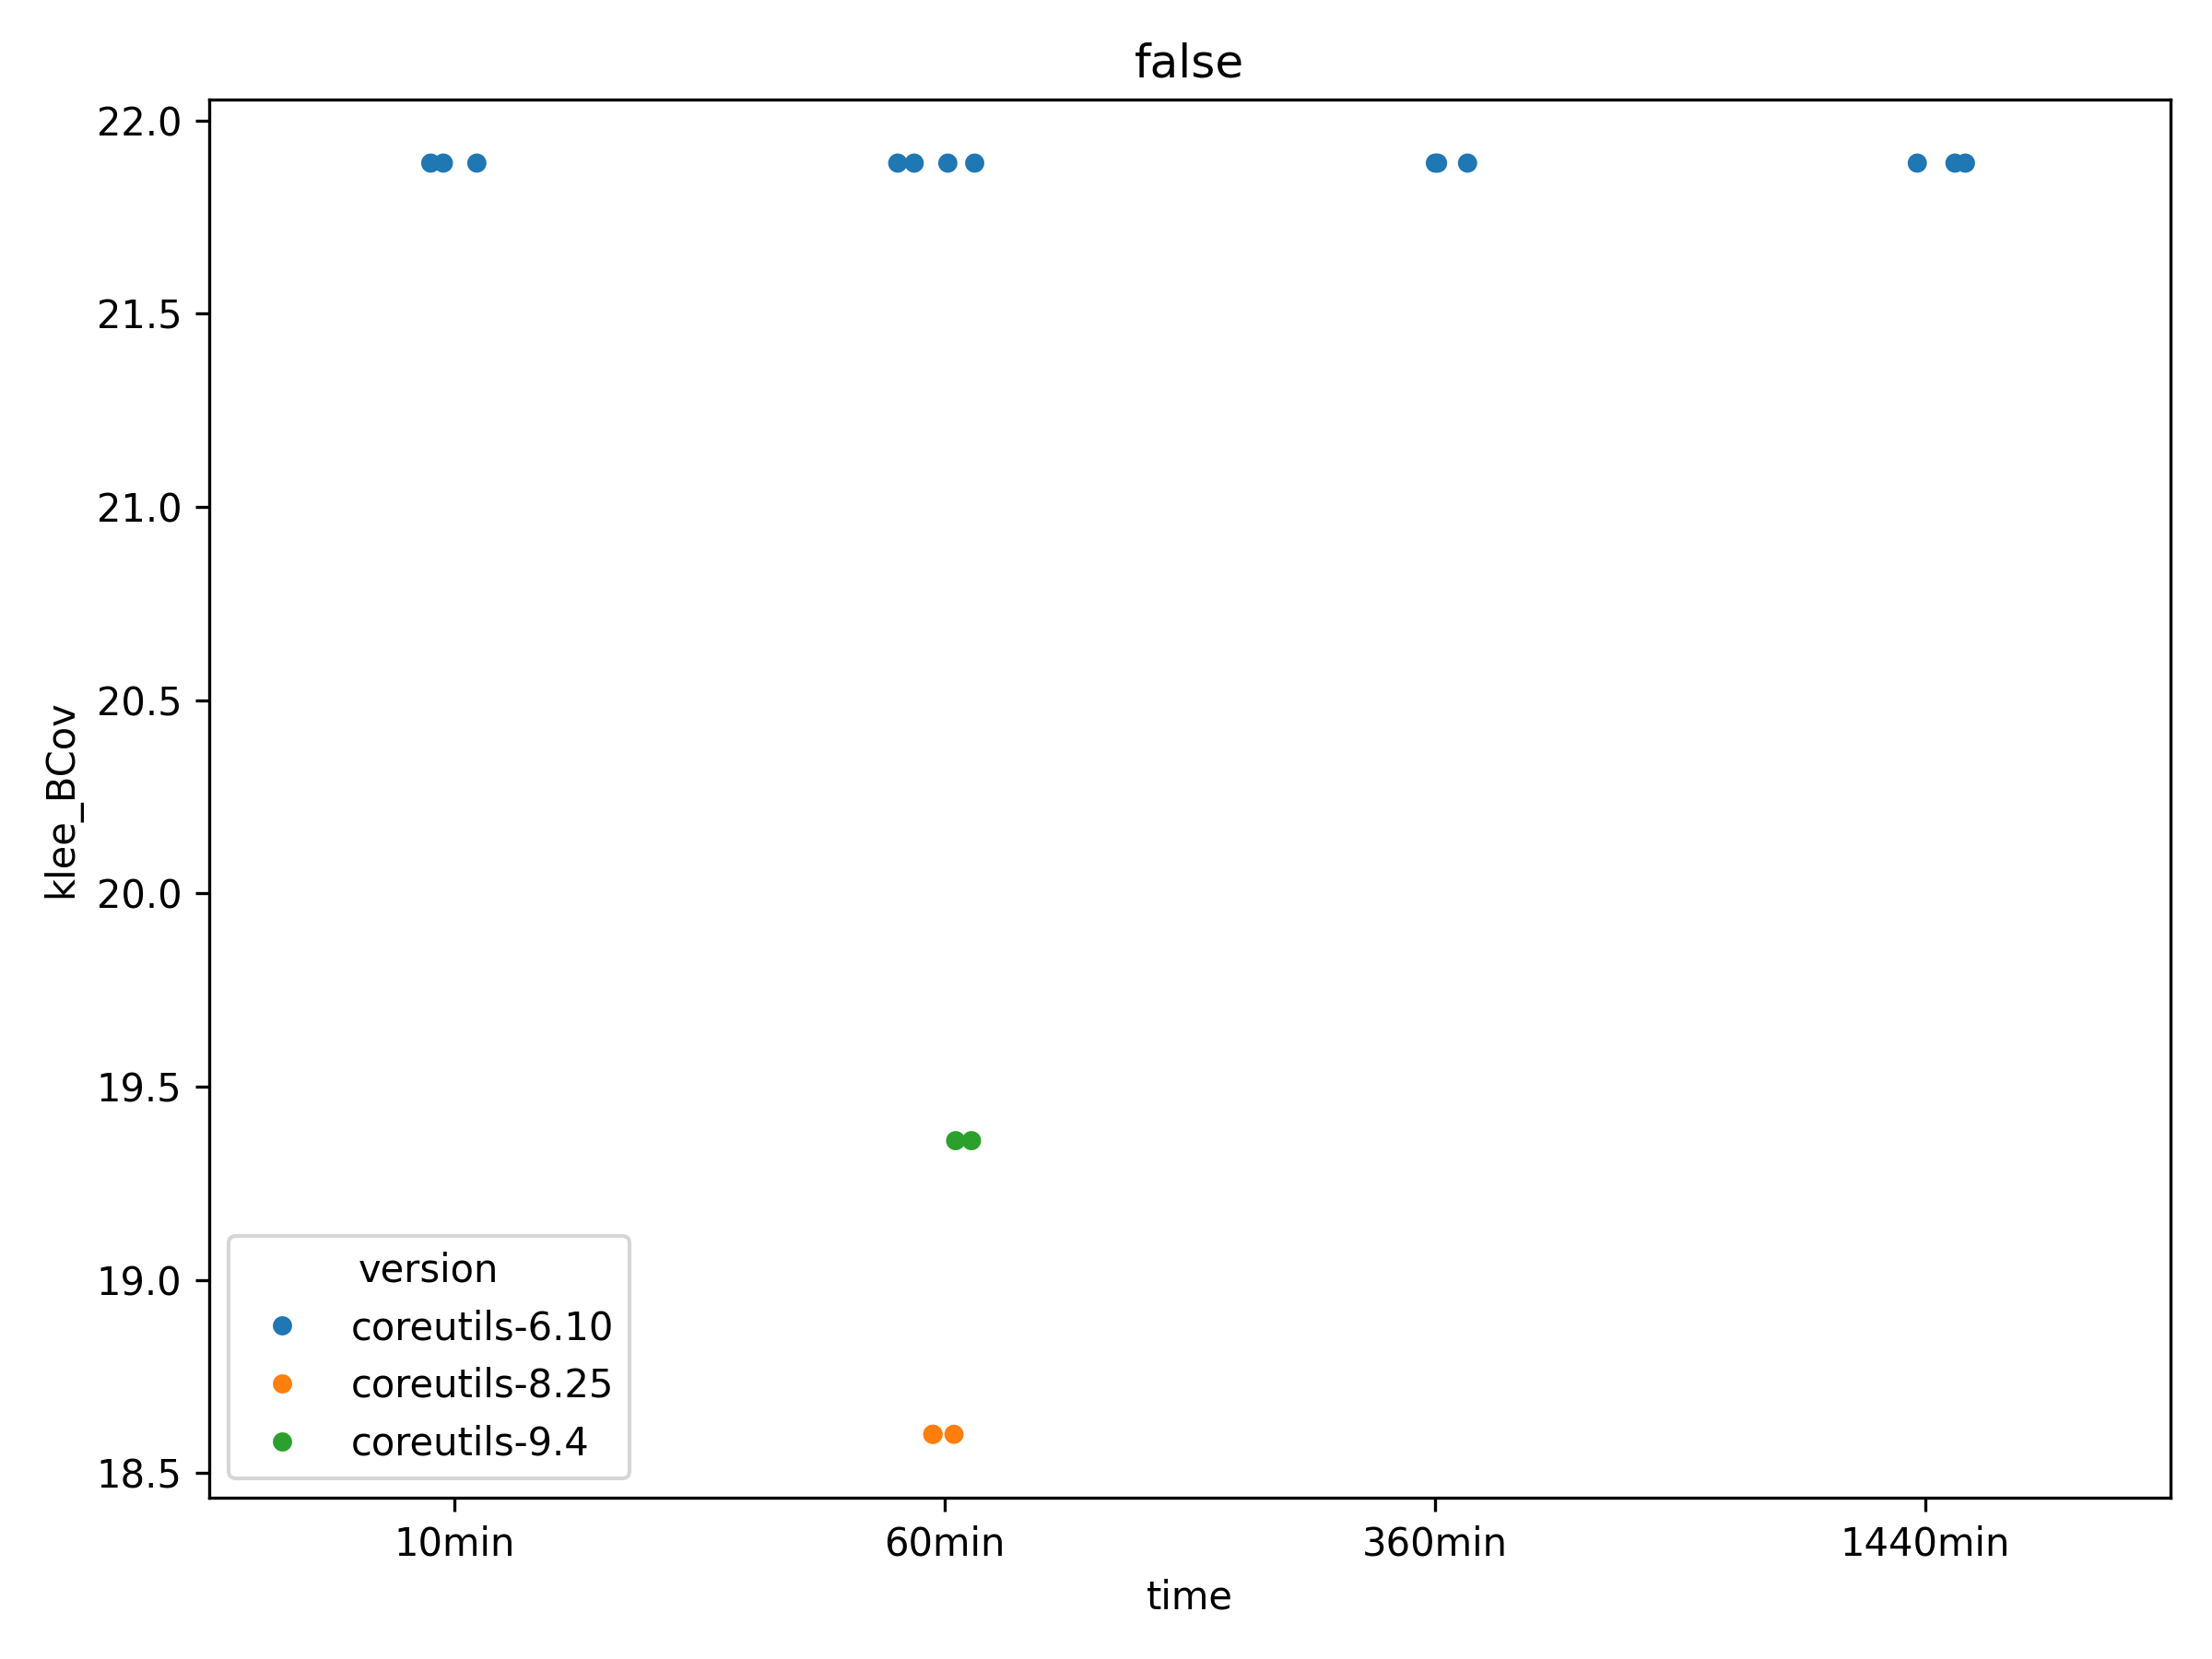 false
22.0
21.5
21.0
20.5
20.0
19.5
19.0
18.5
klee_BCov
version
coreutils-6.10
coreutils-8.25
coreutils-9.4
10min 60min 360min 1440min
time